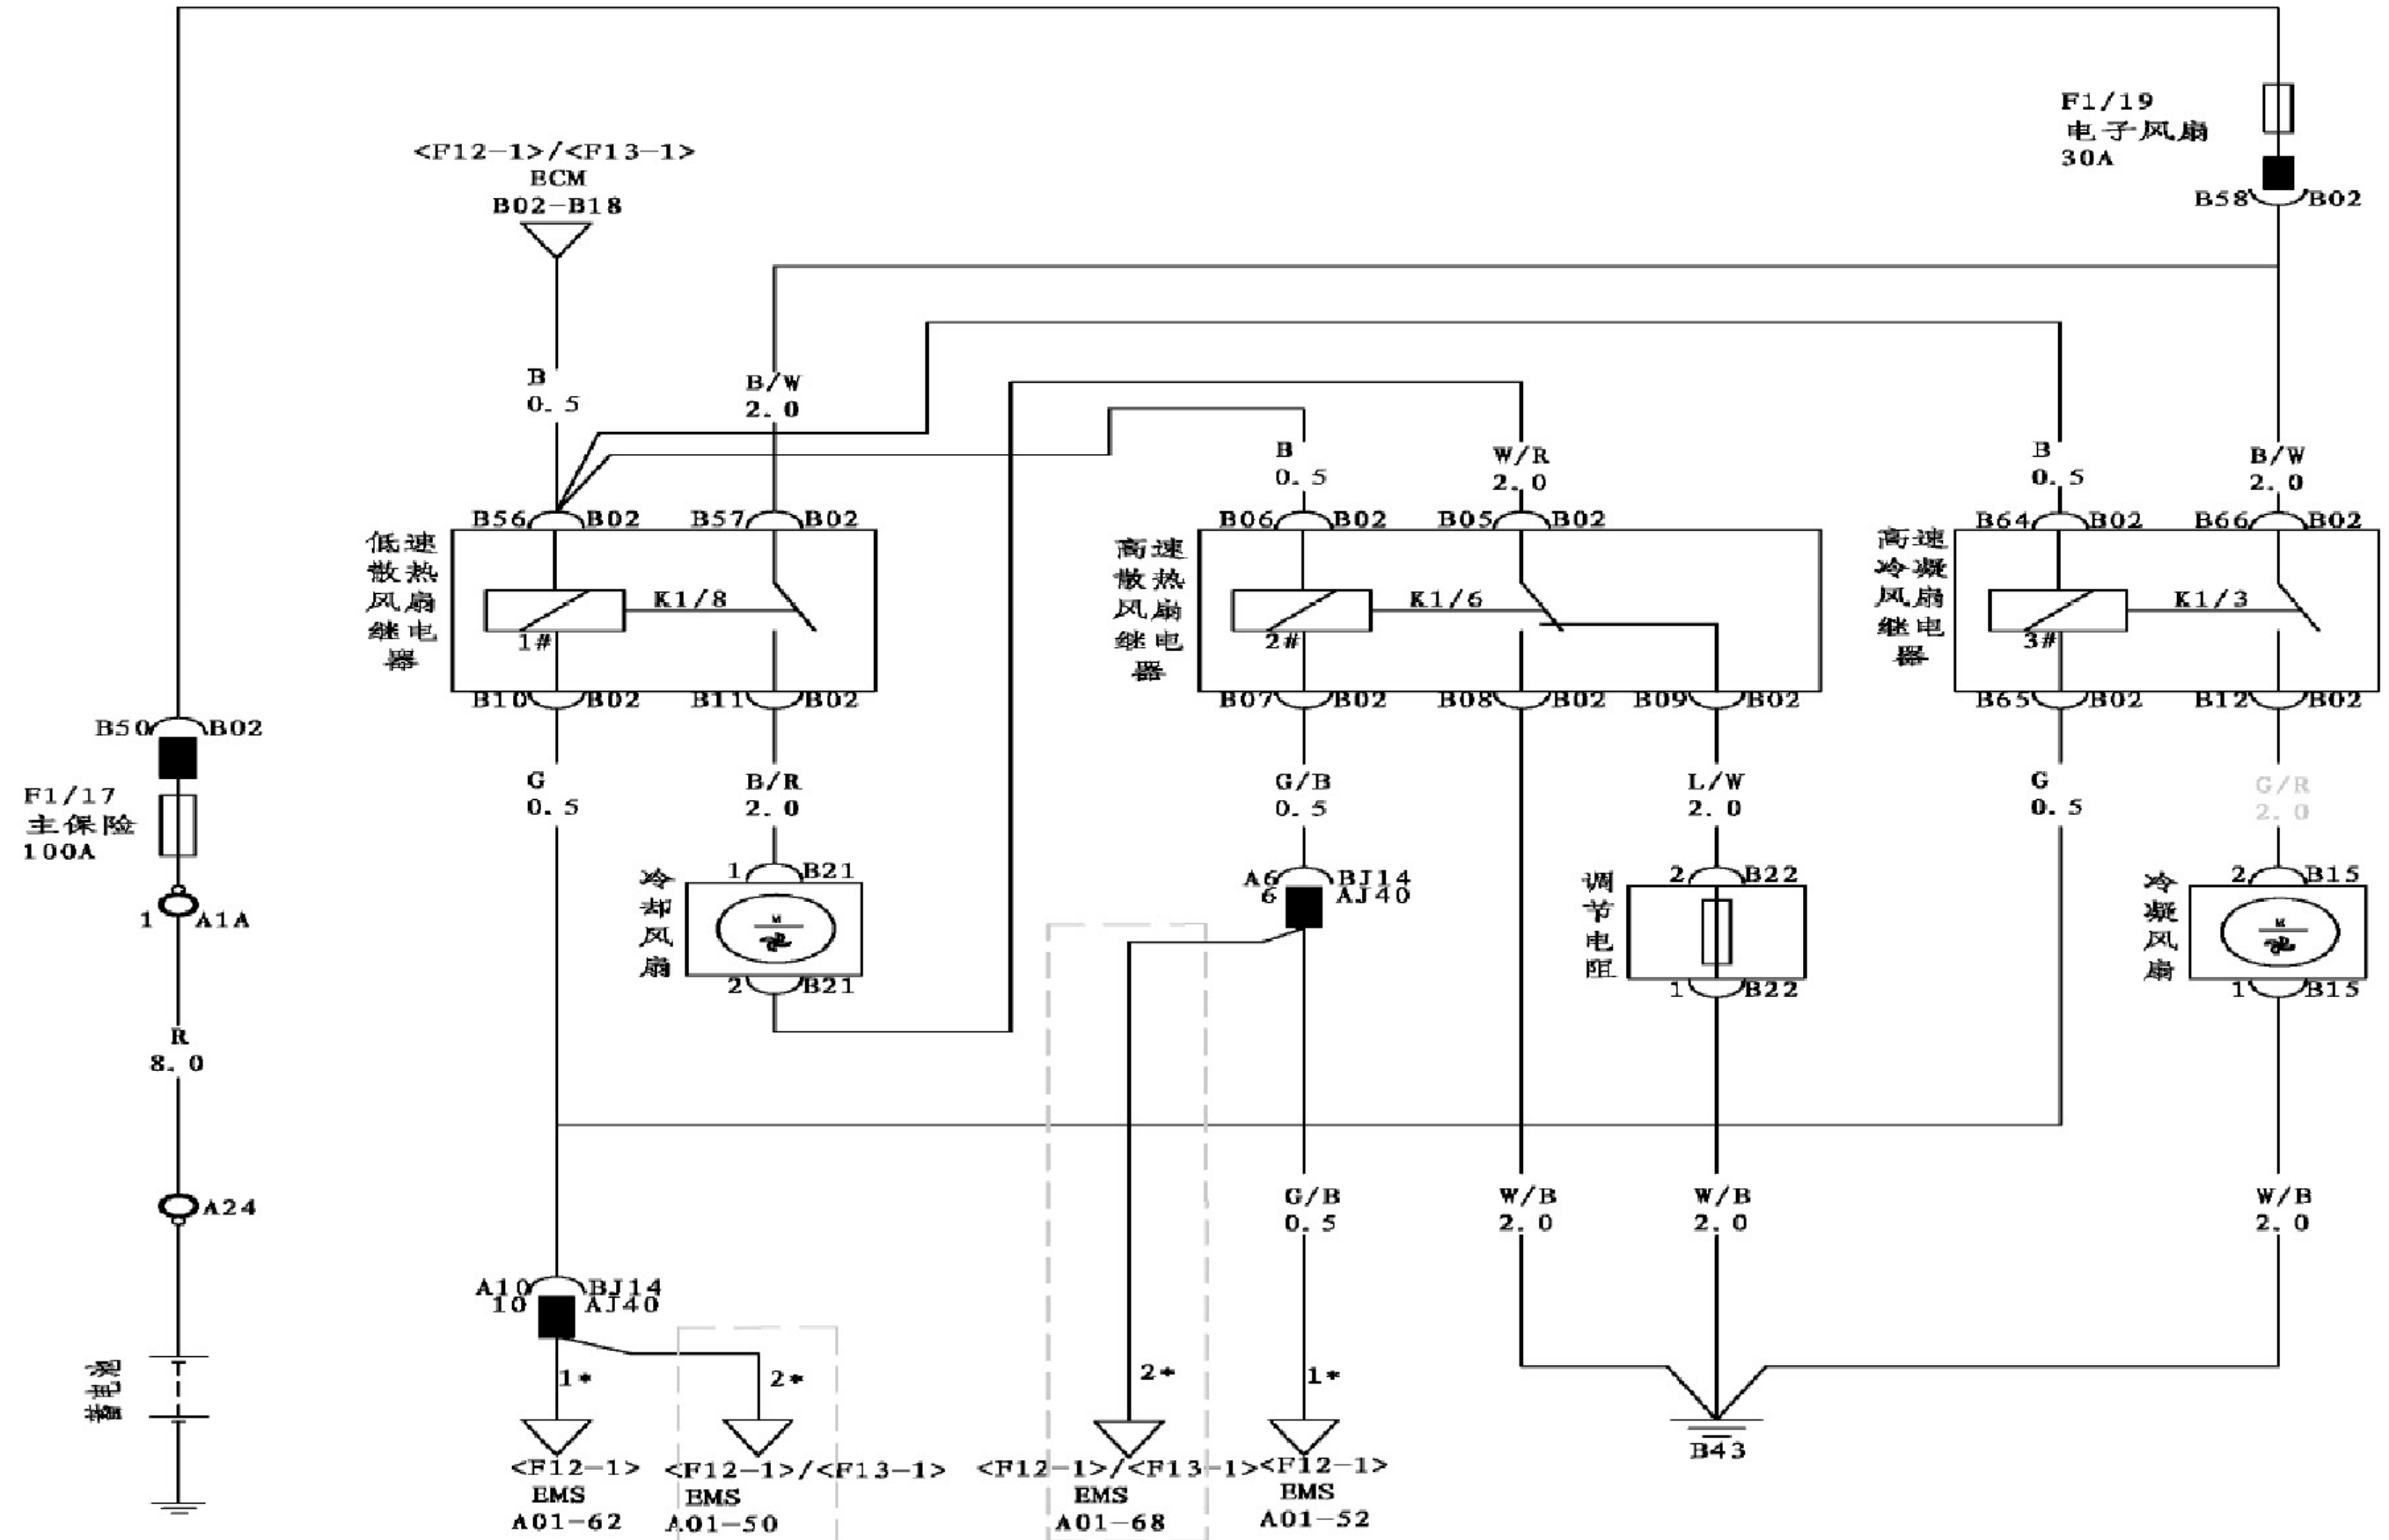 F1/19
电子风扇
30A
B58 B02
<F12-1>/<F13-1>
BCM
B02-B18
B
0.5
B/W
2.0
B
0.5
W/R
2.0
B
0.5
B/W
2.0
B56 B02 B57 B02
B06 B02 B05 B02
B64 B02 B66 B02
低速
散热
风扇
继电
器
K1/8
1#
高速
散热
风扇
继电
器
K1/6
2#
高速
冷凝
风扇
继电
器
K1/3
3#
B10 B02 B11 B02
B07 B02 B08 B02 B09 B02
B65 B02 B12 B02
B50 B02
F1/17
主保险
100A
1 A1A
R
8.0
A24
蓄电池
G
0.5
B/R
2.0
G/B
0.5
L/W
2.0
G
0.5
G/R
2.0
1 B21
冷
却
风
扇
M
2 B21
A6 BJ14
6 AJ40
2 B22
调
节
电
阻
1 B22
2 B15
冷
凝
风
扇
M
1 B15
G/B
0.5
W/B
2.0
W/B
2.0
W/B
2.0
A10 BJ14
10 AJ40
1*
2*
2*
1*
<F12-1>
EMS
A01-62
<F12-1>/<F13-1>
EMS
A01-50
<F12-1>/<F13-1>
EMS
A01-68
<F12-1>
EMS
A01-52
B43